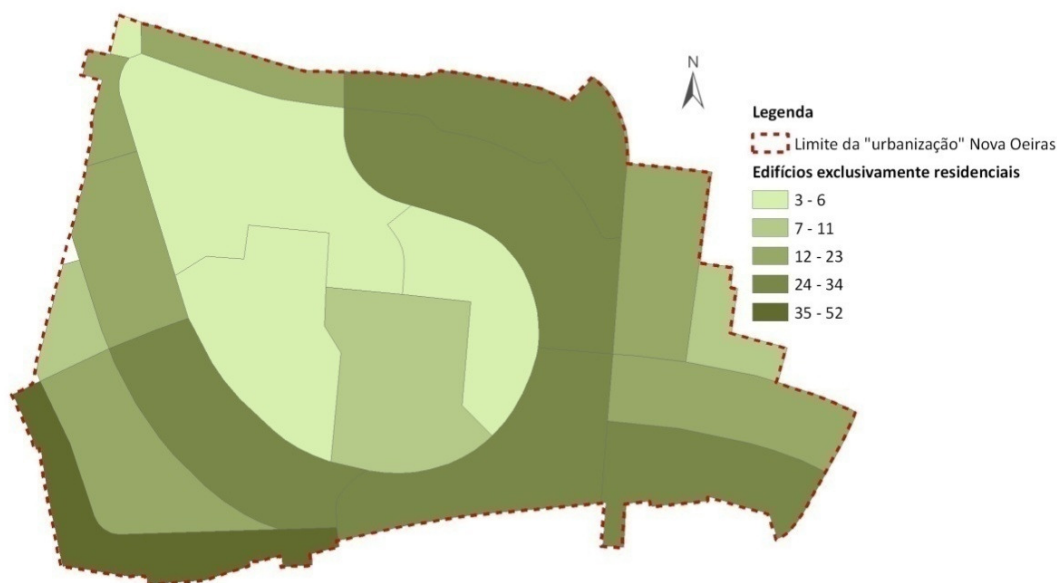 N
Legenda
Limite da "urbanização" Nova Oeiras
Edifícios exclusivamente residenciais
3 - 6
7 - 11
12 - 23
24 - 34
35 - 52